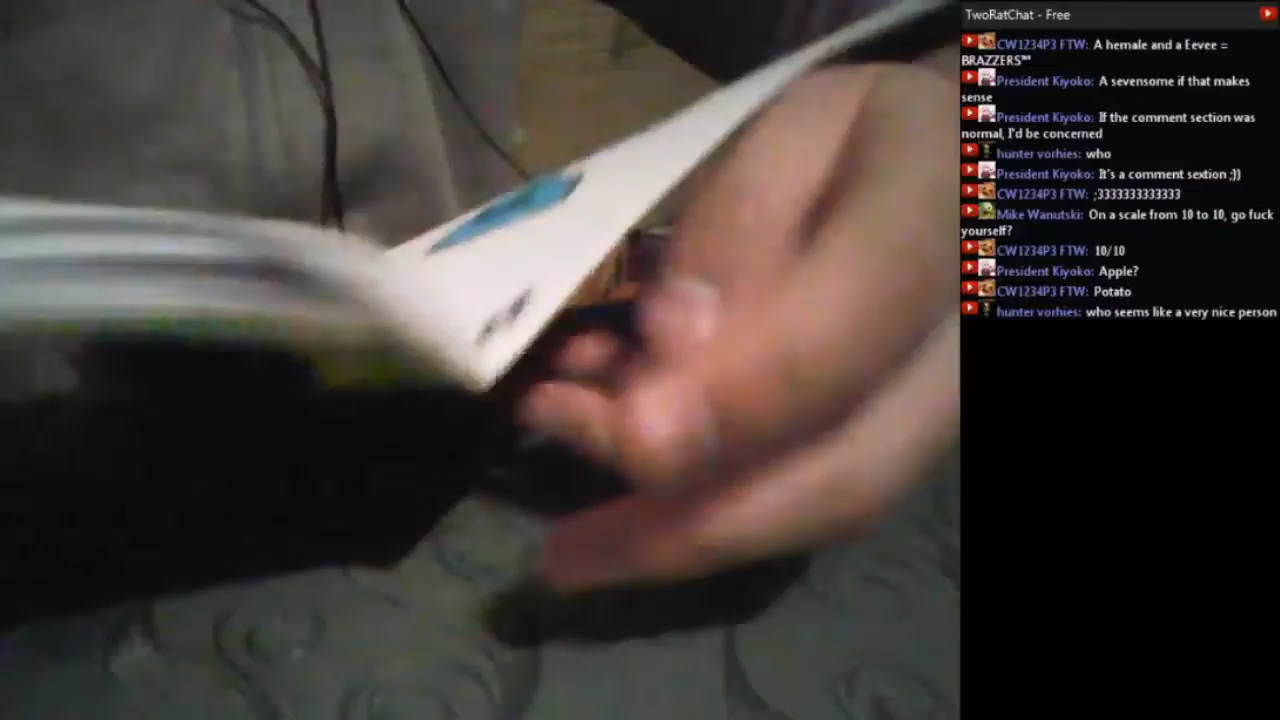 TwoRatChat - Free
CW1234P3 FTW: A hemale and a Eevee =
BRAZZERS™
President Kiyoko: A sevensome if that makes
sense
President Kiyoko: If the comment section was
normal, I'd be concerned
hunter vorhies: who
President Kiyoko: It's a comment sextion ;))
CW1234P3 FTW: ;3333333333333
Mike Wanutski: On a scale from 10 to 10, go fuck
yourself?
CW1234P3 FTW: 10/10
President Kiyoko: Apple?
CW1234P3 FTW: Potato
hunter vorhies: who seems like a very nice person